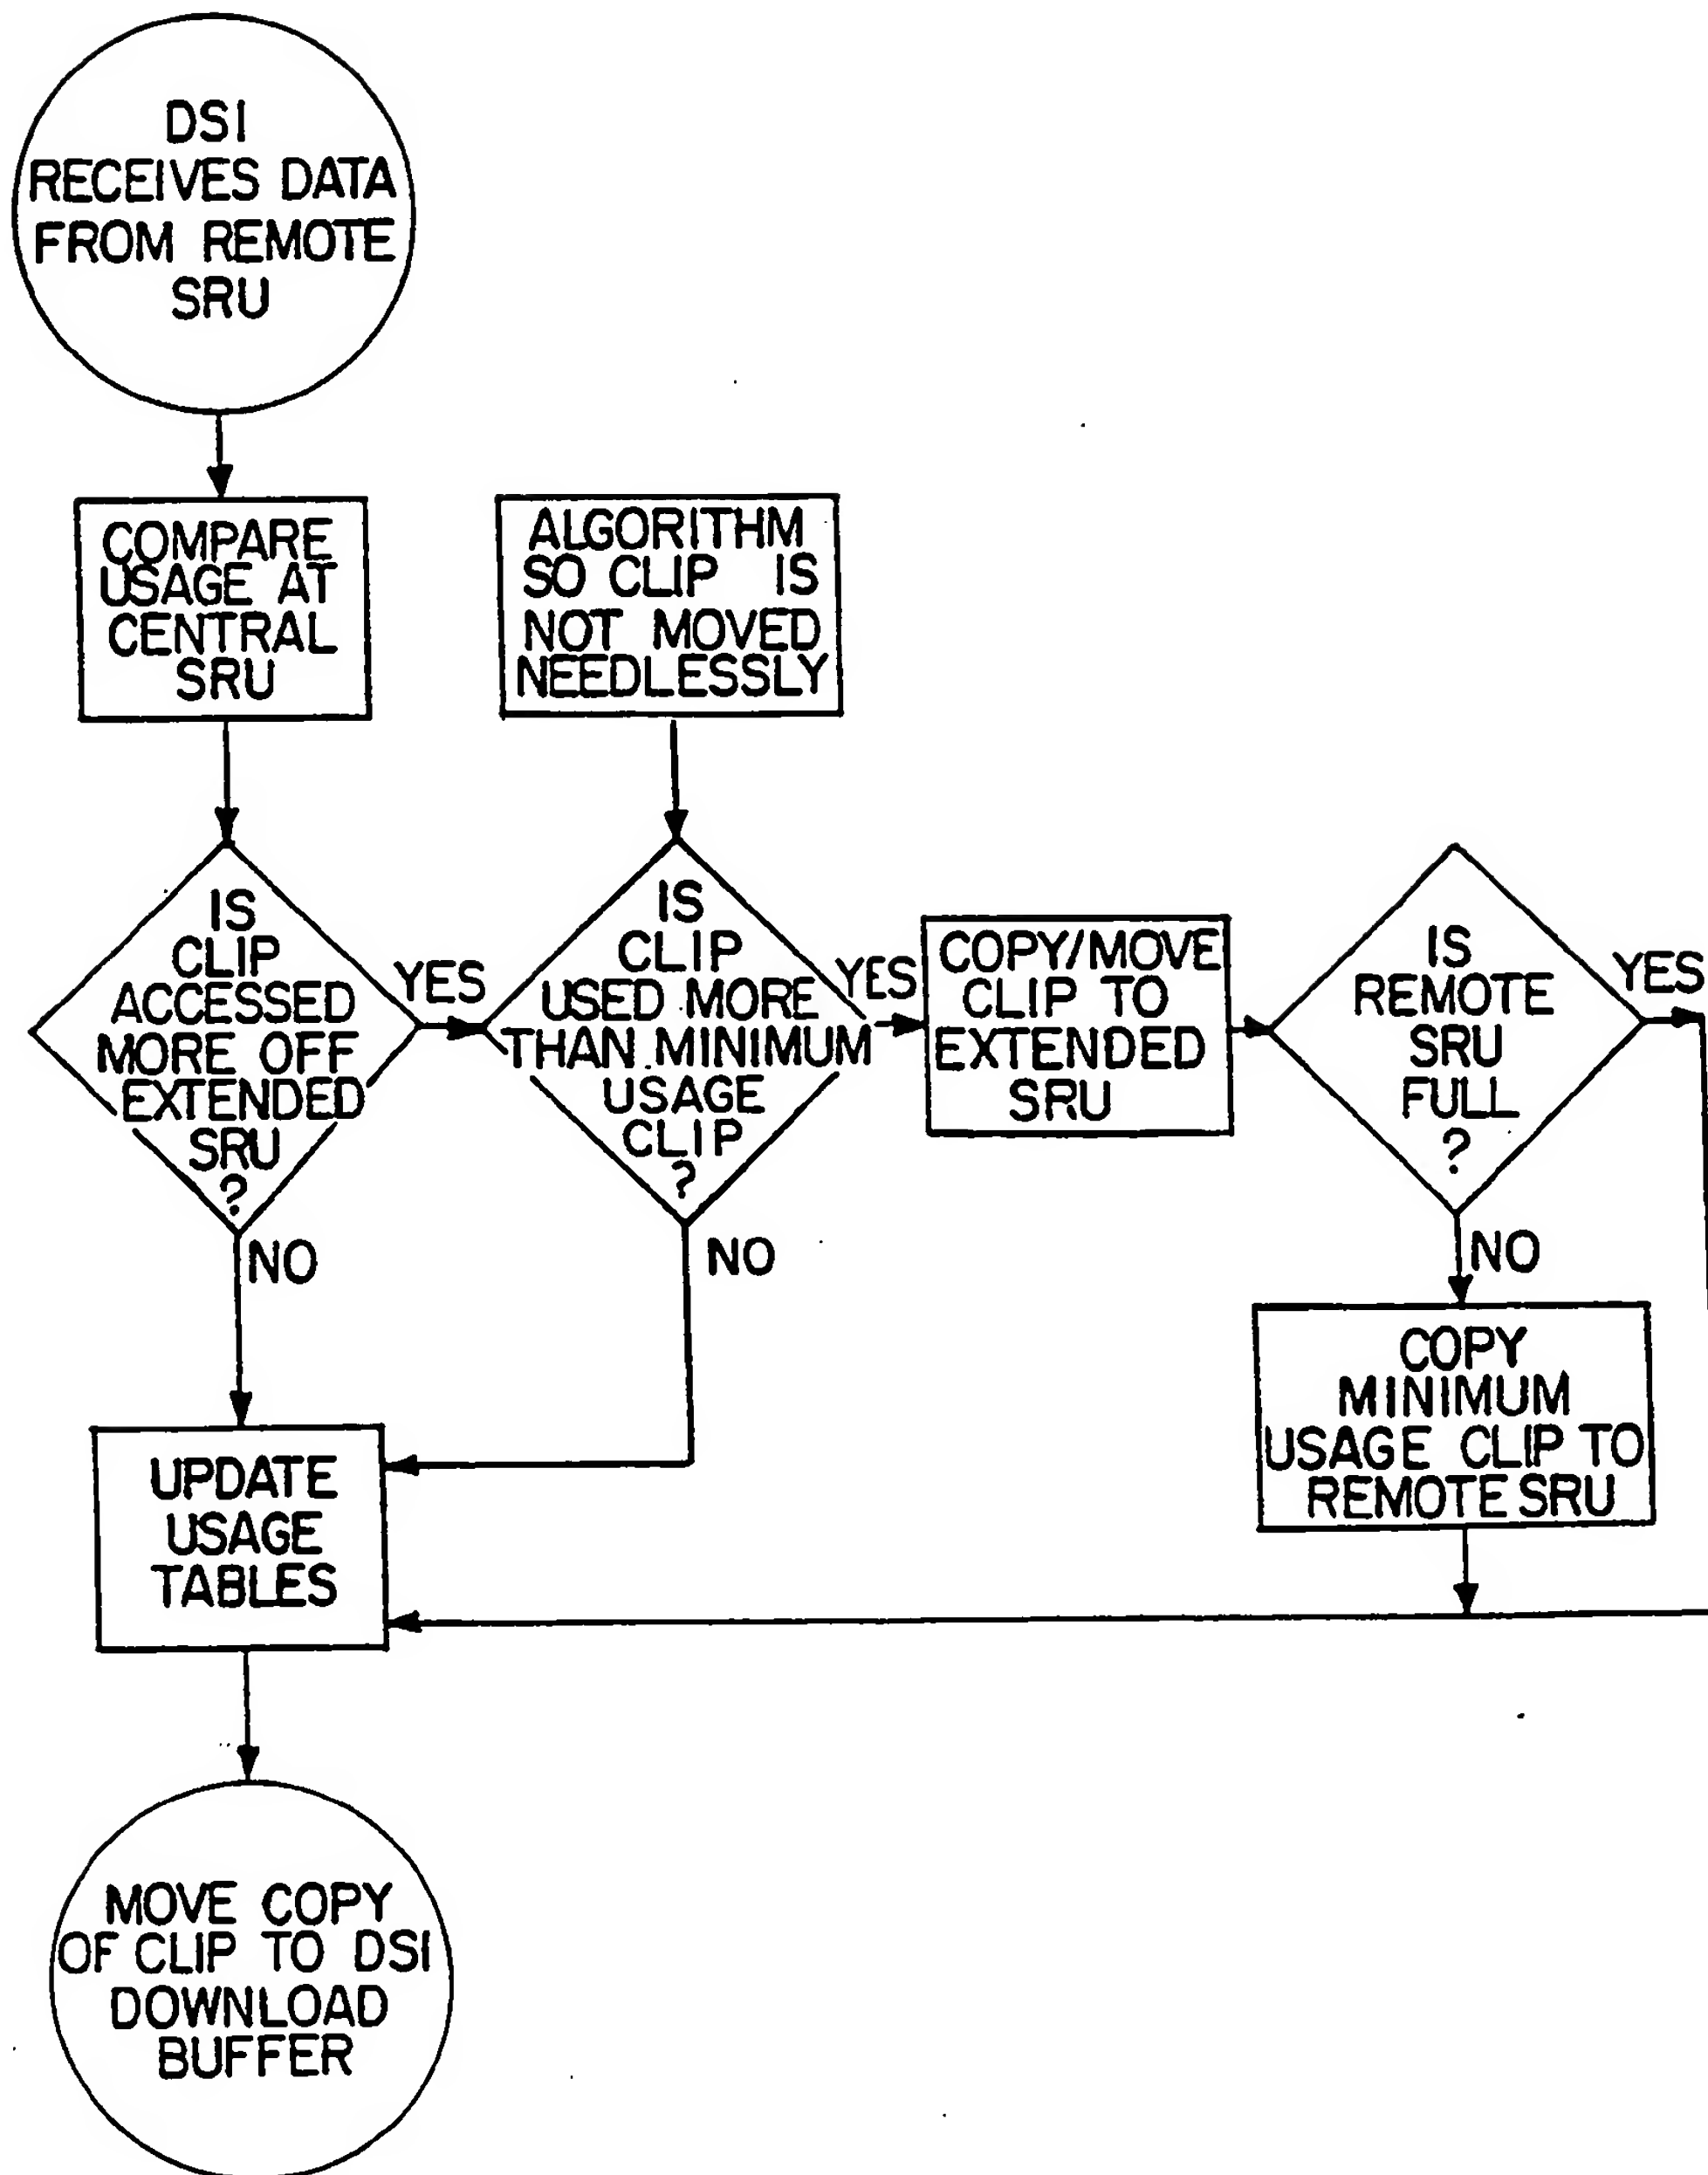 DSI
RECEIVES DATA
FROM REMOTE
SRU
COMPARE
USAGE AT
CENTRAL
SRU
ALGORITHM
SO CLIP IS
NOT MOVED
NEEDLESSLY
IS
CLIP
ACCESSED
MORE OFF
EXTENDED
SRU
?
YES
NO
IS
CLIP
USED MORE
THAN MINIMUM
USAGE
CLIP
?
YES
NO
COPY/MOVE
CLIP TO
EXTENDED
SRU
IS
REMOTE
SRU
FULL
?
YES
NO
COPY
MINIMUM
USAGE CLIP TO
REMOTE SRU
UPDATE
USAGE
TABLES
MOVE COPY
OF CLIP TO DSI
DOWNLOAD
BUFFER